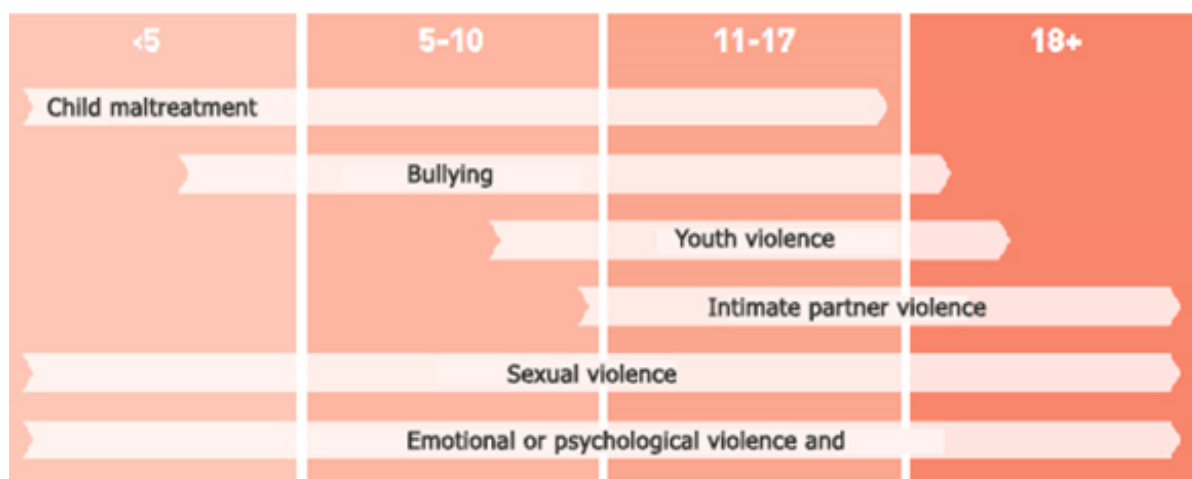 <5 5-10 11-17 18+
Child maltreatment
Bullying
Youth violence
Intimate partner violence
Sexual violence
Emotional or psychological violence and